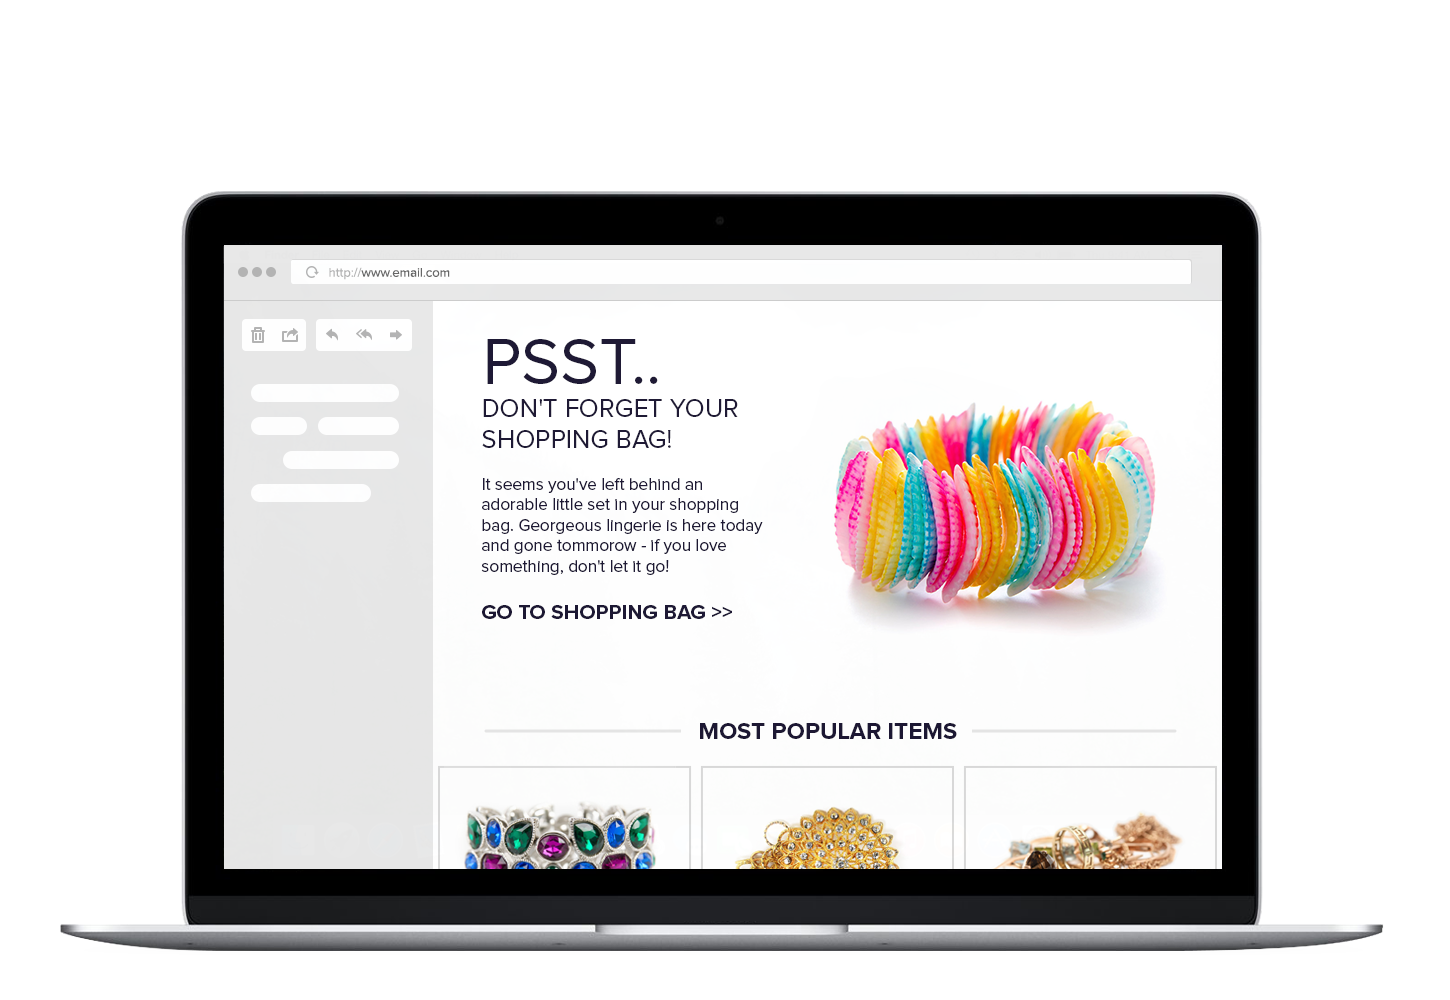 http://www.email.com
PSST..
DON'T FORGET YOUR
SHOPPING BAG!
It seems you've left behind an
adorable little set in your shopping
bag. Georgeous lingerie is here today
and gone tommorow - if you love
something, don't let it go!
GO TO SHOPPING BAG >>
MOST POPULAR ITEMS